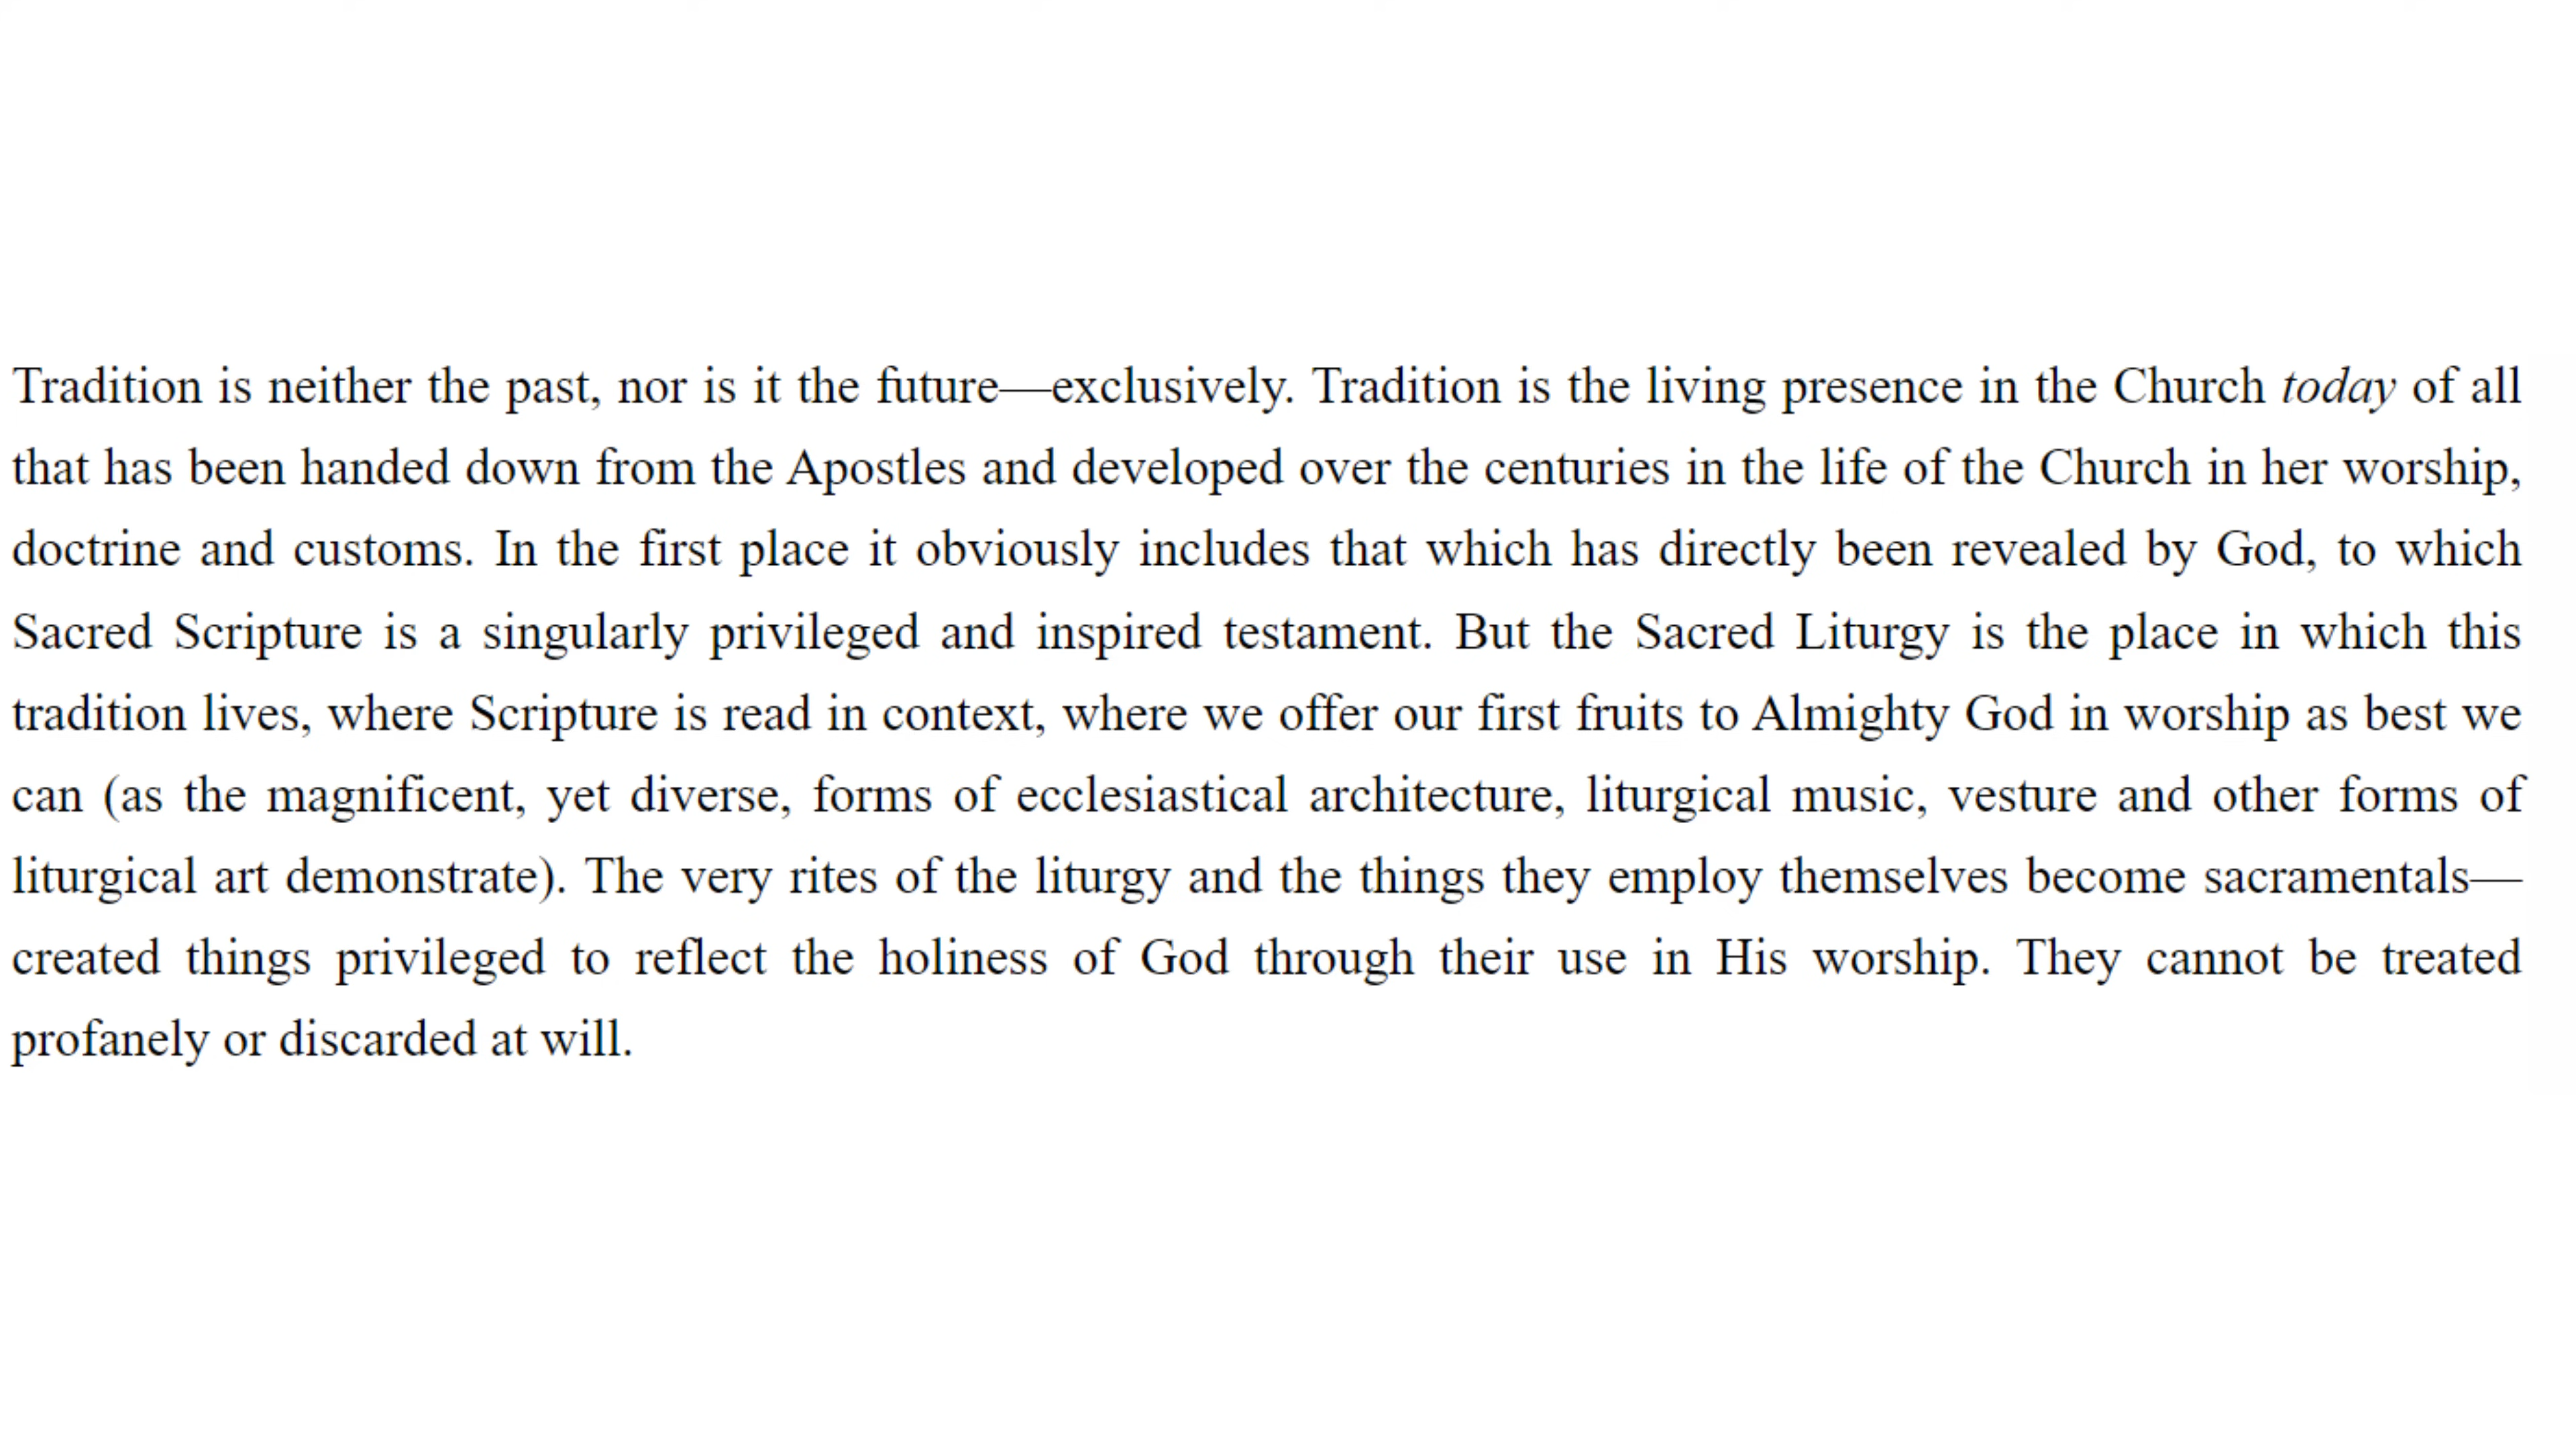 Tradition is neither the past, nor is it the future—exclusively. Tradition is the living presence in the Church today of all
that has been handed down from the Apostles and developed over the centuries in the life of the Church in her worship,
doctrine and customs. In the first place it obviously includes that which has directly been revealed by God, to which
Sacred Scripture is a singularly privileged and inspired testament. But the Sacred Liturgy is the place in which this
tradition lives, where Scripture is read in context, where we offer our first fruits to Almighty God in worship as best we
can (as the magnificent, yet diverse, forms of ecclesiastical architecture, liturgical music, vesture and other forms of
liturgical art demonstrate). The very rites of the liturgy and the things they employ themselves become sacramentals—
created things privileged to reflect the holiness of God through their use in His worship. They cannot be treated
profanely or discarded at will.